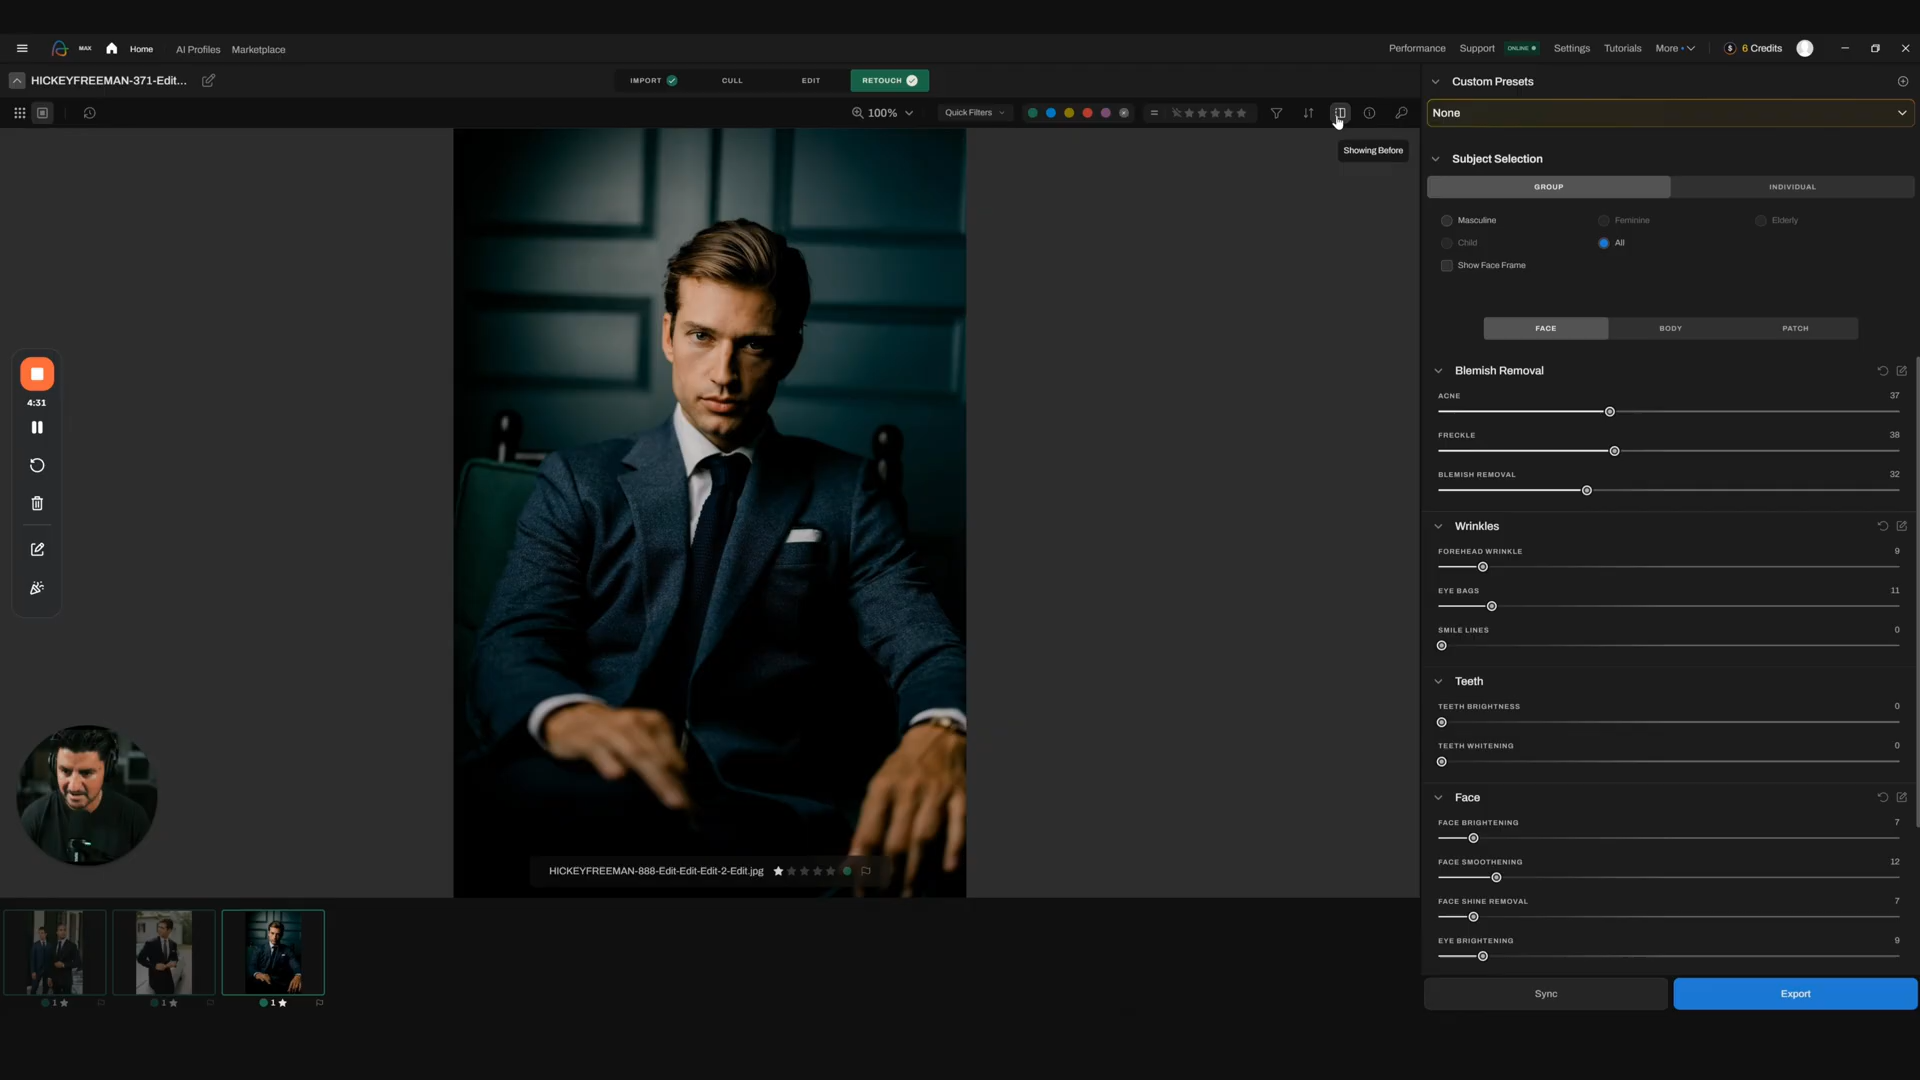 MAX Home AI Profiles Marketplace Performance Support ONLINE Settings Tutorials More $ 6 Credits
HICKEYFREEMAN-371-Edit... IMPORT CULL EDIT RETOUCH
100% Quick Filters
Showing Before
Custom Presets
None
Subject Selection
GROUP INDIVIDUAL
Masculine Feminine Elderly
Child All
Show Face Frame
FACE BODY PATCH
Blemish Removal
ACNE 37
FRECKLE 38
BLEMISH REMOVAL 32
Wrinkles
FOREHEAD WRINKLE 9
EYE BAGS 11
SMILE LINES 0
Teeth
TEETH BRIGHTNESS 0
TEETH WHITENING 0
Face
FACE BRIGHTENING 7
FACE SMOOTHENING 12
FACE SHINE REMOVAL 7
EYE BRIGHTENING 9
Sync Export
4:31
HICKEYFREEMAN-888-Edit-Edit-Edit-2-Edit.jpg
1 1 1